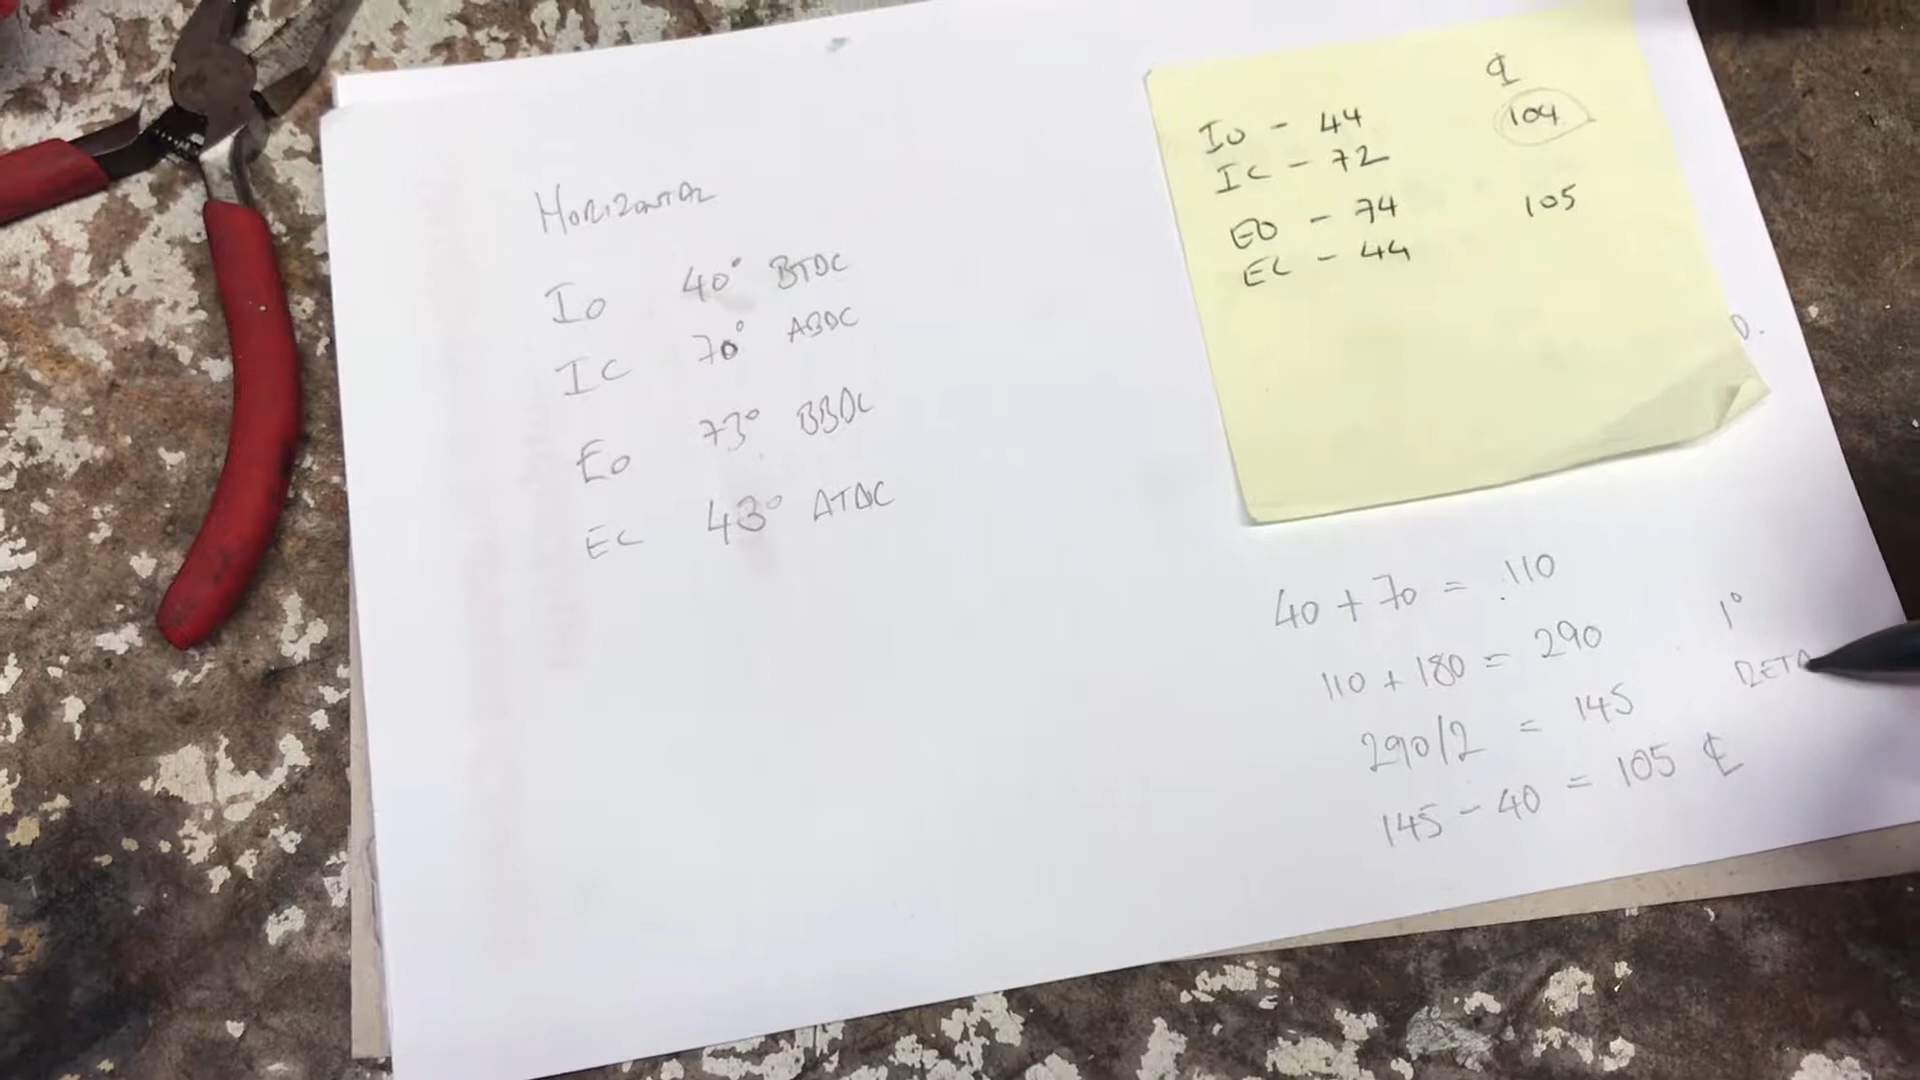 HORIZONTAL
IO 40° BTDC
IC 70° ABDC
EO 73° BBDC
EC 43° ATDC
℄
IO - 44 104
IC - 72
EO - 74 105
EC - 44
D.
40 + 70 = 110
110 + 180 = 290
290/2 = 145
145 - 40 = 105 ℄
1°
RETA